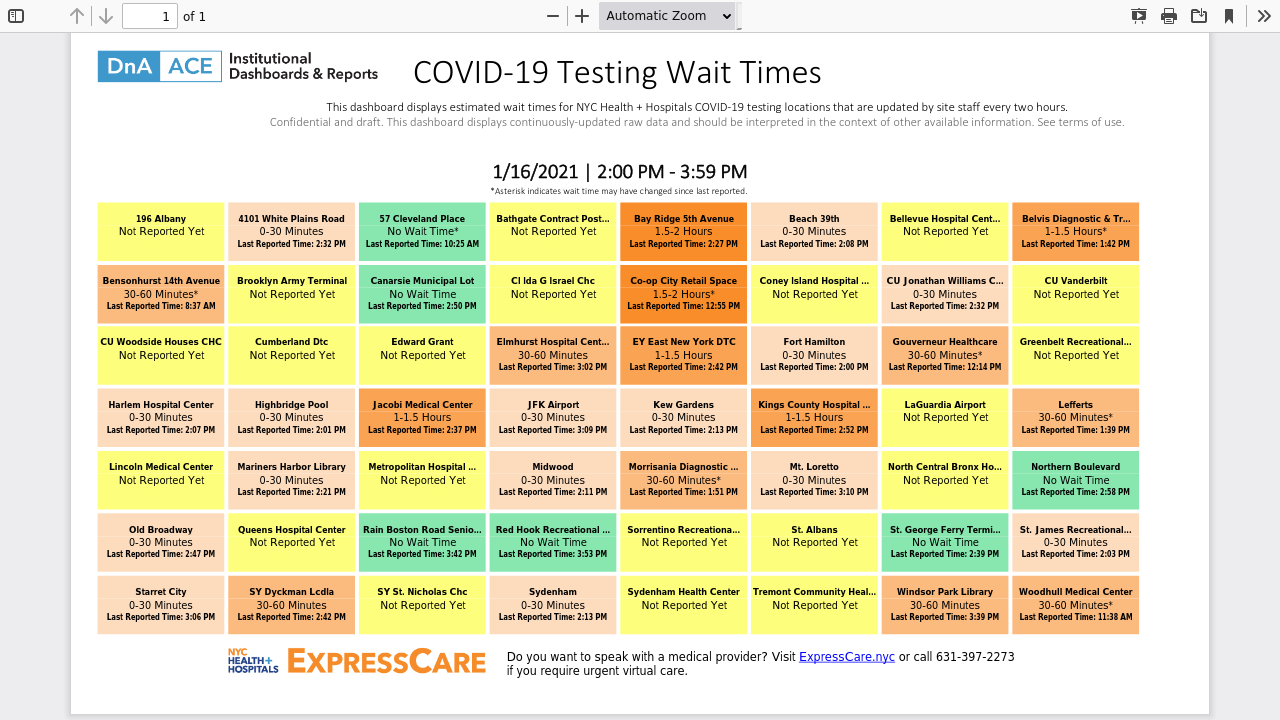 1
of 1
Automatic Zoom
DnA ACE Institutional Dashboards & Reports
COVID-19 Testing Wait Times
This dashboard displays estimated wait times for NYC Health + Hospitals COVID-19 testing locations that are updated by site staff every two hours.
Confidential and draft. This dashboard displays continuously-updated raw data and should be interpreted in the context of other available information. See terms of use.
1/16/2021 | 2:00 PM - 3:59 PM
*Asterisk indicates wait time may have changed since last reported.
196 Albany
Not Reported Yet
4101 White Plains Road
0-30 Minutes
Last Reported Time: 2:32 PM
57 Cleveland Place
No Wait Time*
Last Reported Time: 10:25 AM
Bathgate Contract Post...
Not Reported Yet
Bay Ridge 5th Avenue
1.5-2 Hours
Last Reported Time: 2:27 PM
Beach 39th
0-30 Minutes
Last Reported Time: 2:08 PM
Bellevue Hospital Cent...
Not Reported Yet
Belvis Diagnostic & Tr...
1-1.5 Hours*
Last Reported Time: 1:42 PM
Bensonhurst 14th Avenue
30-60 Minutes*
Last Reported Time: 8:37 AM
Brooklyn Army Terminal
Not Reported Yet
Canarsie Municipal Lot
No Wait Time
Last Reported Time: 2:50 PM
Cl Ida G Israel Chc
Not Reported Yet
Co-op City Retail Space
1.5-2 Hours*
Last Reported Time: 12:55 PM
Coney Island Hospital ...
Not Reported Yet
CU Jonathan Williams C...
0-30 Minutes
Last Reported Time: 2:32 PM
CU Vanderbilt
Not Reported Yet
CU Woodside Houses CHC
Not Reported Yet
Cumberland Dtc
Not Reported Yet
Edward Grant
Not Reported Yet
Elmhurst Hospital Cent...
30-60 Minutes
Last Reported Time: 3:02 PM
EY East New York DTC
1-1.5 Hours
Last Reported Time: 2:42 PM
Fort Hamilton
0-30 Minutes
Last Reported Time: 2:00 PM
Gouverneur Healthcare
30-60 Minutes*
Last Reported Time: 12:14 PM
Greenbelt Recreational...
Not Reported Yet
Harlem Hospital Center
0-30 Minutes
Last Reported Time: 2:07 PM
Highbridge Pool
0-30 Minutes
Last Reported Time: 2:01 PM
Jacobi Medical Center
1-1.5 Hours
Last Reported Time: 2:37 PM
JFK Airport
0-30 Minutes
Last Reported Time: 3:09 PM
Kew Gardens
0-30 Minutes
Last Reported Time: 2:13 PM
Kings County Hospital ...
1-1.5 Hours
Last Reported Time: 2:52 PM
LaGuardia Airport
Not Reported Yet
Lefferts
30-60 Minutes*
Last Reported Time: 1:39 PM
Lincoln Medical Center
Not Reported Yet
Mariners Harbor Library
0-30 Minutes
Last Reported Time: 2:21 PM
Metropolitan Hospital ...
Not Reported Yet
Midwood
0-30 Minutes
Last Reported Time: 2:11 PM
Morrisania Diagnostic ...
30-60 Minutes*
Last Reported Time: 1:51 PM
Mt. Loretto
0-30 Minutes
Last Reported Time: 3:10 PM
North Central Bronx Ho...
Not Reported Yet
Northern Boulevard
No Wait Time
Last Reported Time: 2:58 PM
Old Broadway
0-30 Minutes
Last Reported Time: 2:47 PM
Queens Hospital Center
Not Reported Yet
Rain Boston Road Senio...
No Wait Time
Last Reported Time: 3:42 PM
Red Hook Recreational ...
No Wait Time
Last Reported Time: 3:53 PM
Sorrentino Recreationa...
Not Reported Yet
St. Albans
Not Reported Yet
St. George Ferry Termi...
No Wait Time
Last Reported Time: 2:39 PM
St. James Recreational...
0-30 Minutes
Last Reported Time: 2:03 PM
Starret City
0-30 Minutes
Last Reported Time: 3:06 PM
SY Dyckman Lcdla
30-60 Minutes
Last Reported Time: 2:42 PM
SY St. Nicholas Chc
Not Reported Yet
Sydenham
0-30 Minutes
Last Reported Time: 2:13 PM
Sydenham Health Center
Not Reported Yet
Tremont Community Heal...
Not Reported Yet
Windsor Park Library
30-60 Minutes
Last Reported Time: 3:39 PM
Woodhull Medical Center
30-60 Minutes*
Last Reported Time: 11:38 AM
NYC
HEALTH+
HOSPITALS
EXPRESSCARE
Do you want to speak with a medical provider? Visit ExpressCare.nyc or call 631-397-2273
if you require urgent virtual care.